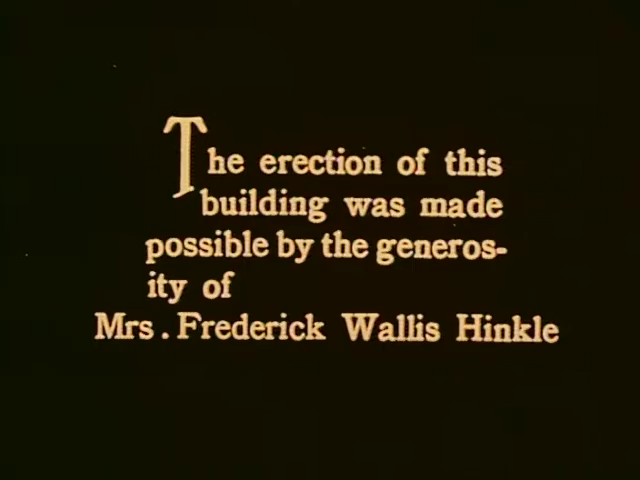 The erection of this
building was made
possible by the generos-
ity of
Mrs. Frederick Wallis Hinkle